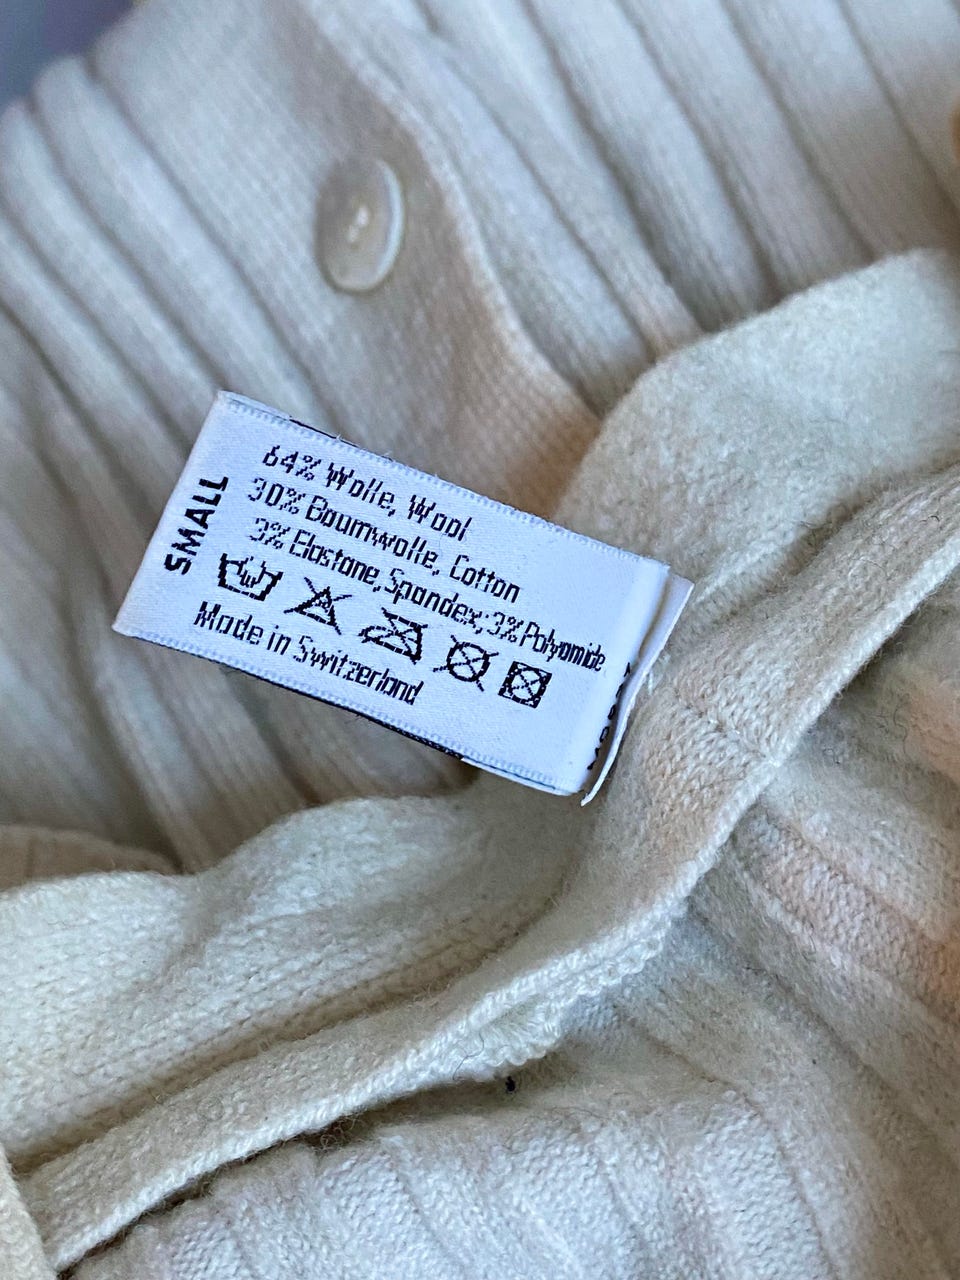 SMALL
64% Wolle, Wool
30% Baumwolle, Cotton
3% Elastane, Spandex; 3% Polyamide
Made in Switzerland